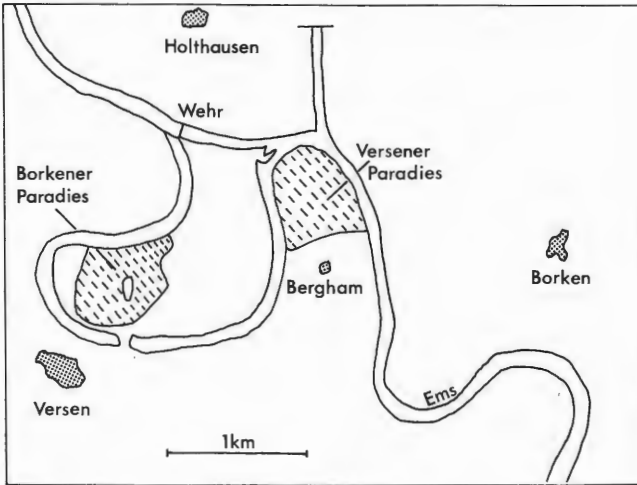 Holthausen
Wehr
Versener
Paradies
Borkener
Paradies
Borken
Bergham
Ems
Versen
1km